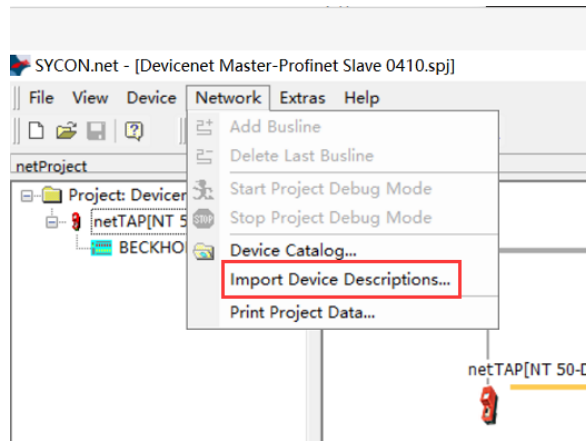 SYCON.net - [Devicenet Master-Profinet Slave 0410.spj]
File View Device Network Extras Help
Add Busline
Delete Last Busline
netProject
Start Project Debug Mode
Project: Devicen
Stop Project Debug Mode
netTAP[NT 5
BECKHO
Device Catalog...
Import Device Descriptions...
Print Project Data...
netTAP[NT 50-D